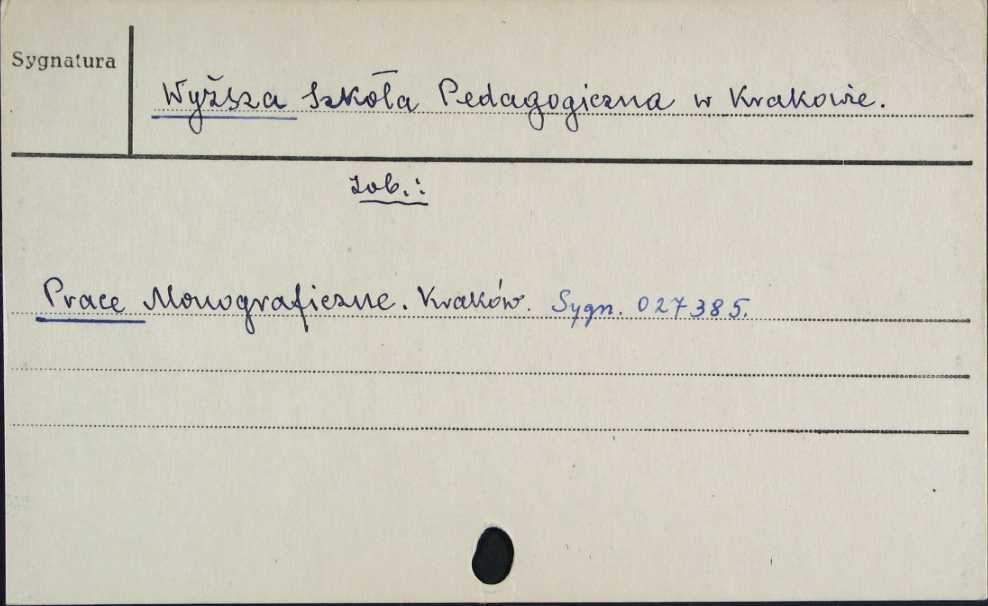 Sygnatura
Wyższa Szkoła Pedagogiczna w Krakowie.
Zob.:
Prace Monograficzne. Kraków. Sygn. 027385.